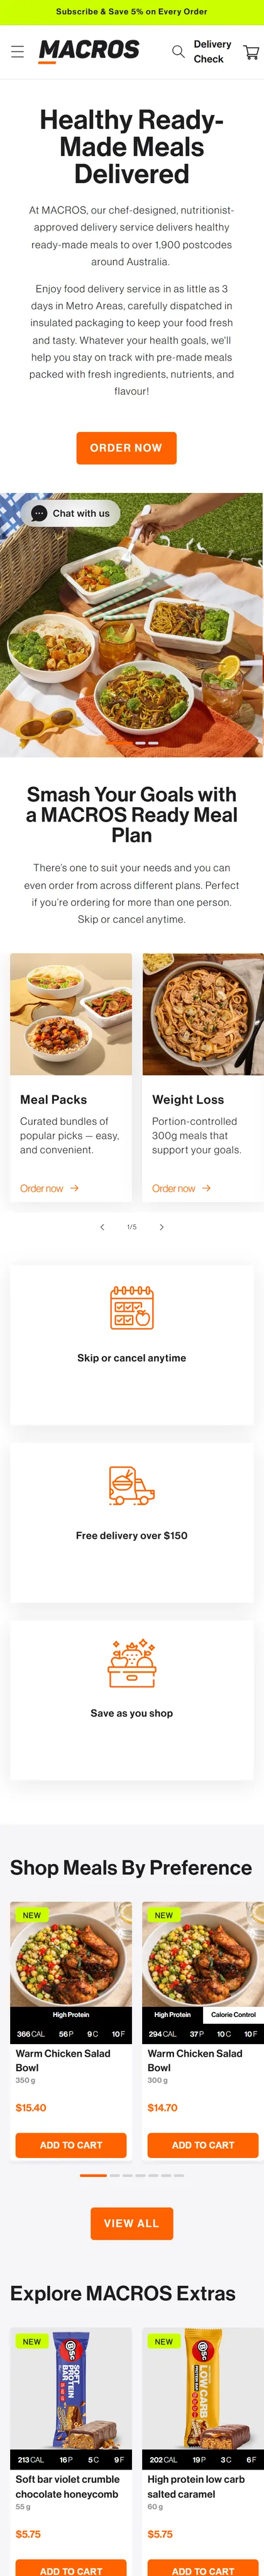 Subscribe & Save 5% on Every Order
MACROS
Delivery
Check
Healthy Ready-
Made Meals
Delivered
At MACROS, our chef-designed, nutritionist-
approved delivery service delivers healthy
ready-made meals to over 1,900 postcodes
around Australia.
Enjoy food delivery service in as little as 3
days in Metro Areas, carefully dispatched in
insulated packaging to keep your food fresh
and tasty. Whatever your health goals, we'll
help you stay on track with pre-made meals
packed with fresh ingredients, nutrients, and
flavour!
ORDER NOW
Chat with us
Smash Your Goals with
a MACROS Ready Meal
Plan
There's one to suit your needs and you can
even order from across different plans. Perfect
if you're ordering for more than one person.
Skip or cancel anytime.
Meal Packs
Curated bundles of
popular picks — easy,
and convenient.
Order now
Weight Loss
Portion-controlled
300g meals that
support your goals.
Order now
1/5
Skip or cancel anytime
Free delivery over $150
Save as you shop
Shop Meals By Preference
NEW
High Protein
366 CAL 56 P 9 C 10 F
Warm Chicken Salad
Bowl
350 g
$15.40
ADD TO CART
NEW
High Protein Calorie Control
294 CAL 37 P 10 C 10 F
Warm Chicken Salad
Bowl
300 g
$14.70
ADD TO CART
VIEW ALL
Explore MACROS Extras
NEW
BSC
SOFT
PROTEIN
BAR
213 CAL 16 P 5 C 9 F
Soft bar violet crumble
chocolate honeycomb
55 g
$5.75
ADD TO CART
NEW
BSC
LOW CARB
202 CAL 19 P 3 C 6 F
High protein low carb
salted caramel
60 g
$5.75
ADD TO CART